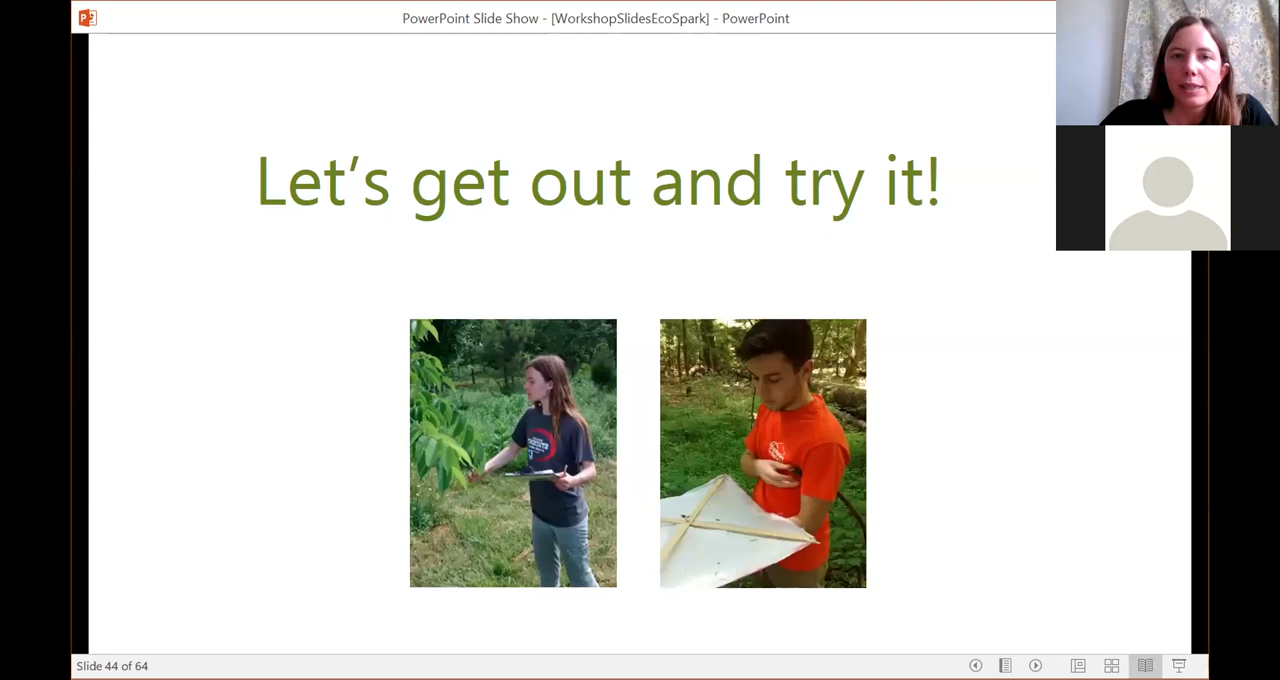 PowerPoint Slide Show - [WorkshopSlidesEcoSpark] - PowerPoint
Let’s get out and try it!
Slide 44 of 64